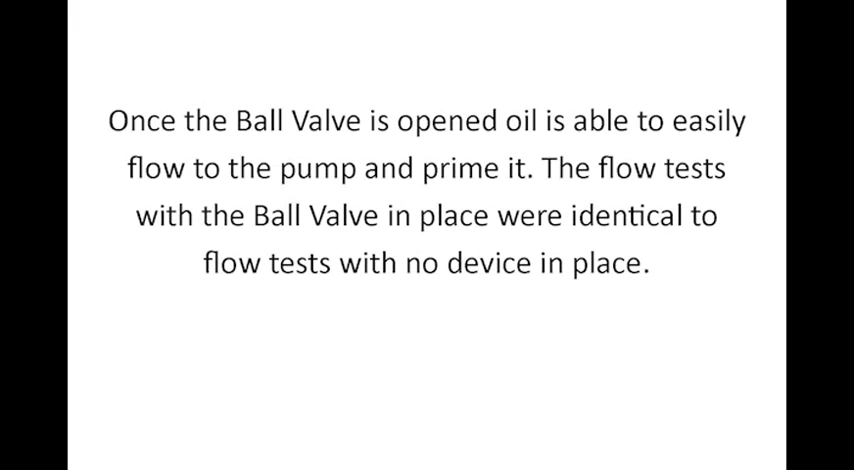 Once the Ball Valve is opened oil is able to easily
flow to the pump and prime it. The flow tests
with the Ball Valve in place were identical to
flow tests with no device in place.